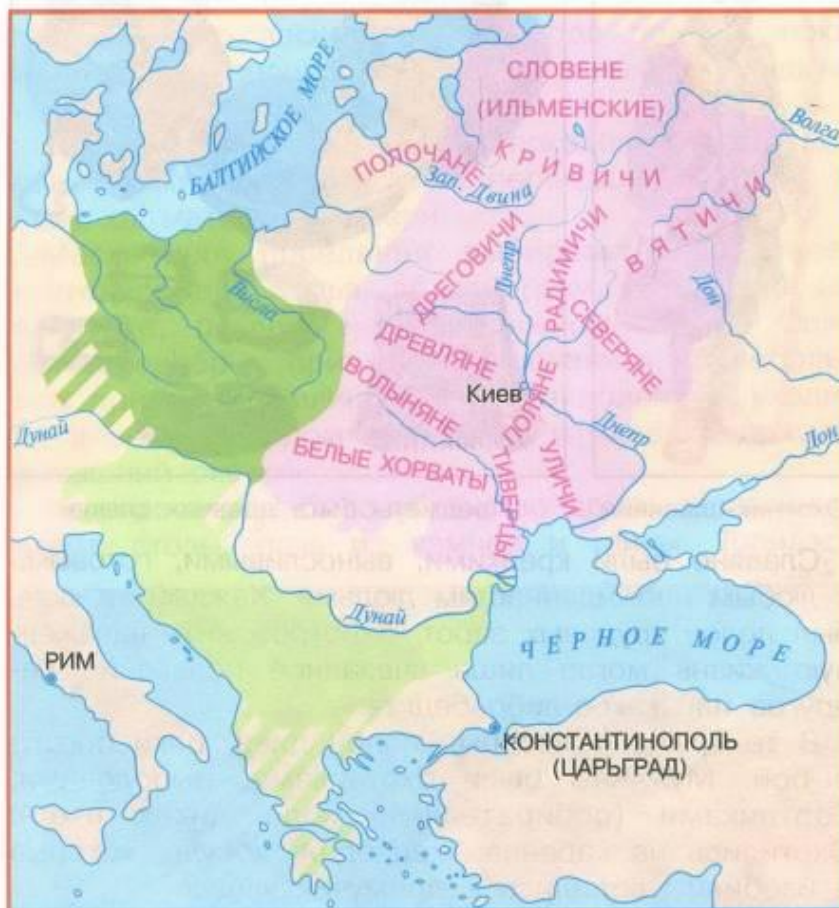 СЛОВЕНЕ
(ИЛЬМЕНСКИЕ)
Волга
БАЛТИЙСКОЕ МОРЕ
ПОЛОЧАНЕ
Зап. Двина
КРИВИЧИ
ВЯТИЧИ
ДРЕГОВИЧИ
Днепр
РАДИМИЧИ
Дон
Висла
ДРЕВЛЯНЕ
СЕВЕРЯНЕ
ВОЛЫНЯНЕ
Киев
ПОЛЯНЕ
Дунай
БЕЛЫЕ ХОРВАТЫ
ТИВЕРЦЫ
УЛИЧИ
Днепр
Дон
Дунай
РИМ
ЧЁРНОЕ МОРЕ
КОНСТАНТИНОПОЛЬ
(ЦАРЬГРАД)